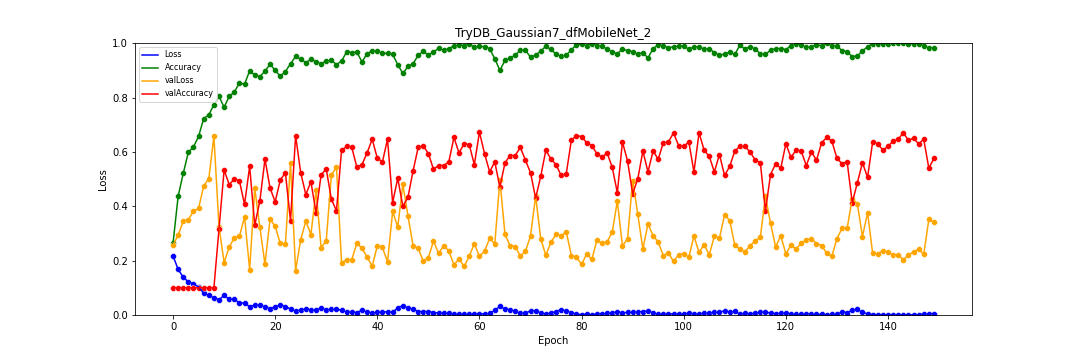 TryDB_Gaussian7_dfMobileNet_2
1.0
0.8
0.6
0.4
0.2
0.0
Loss
Loss
Accuracy
valLoss
valAccuracy
0 20 40 60 80 100 120 140
Epoch